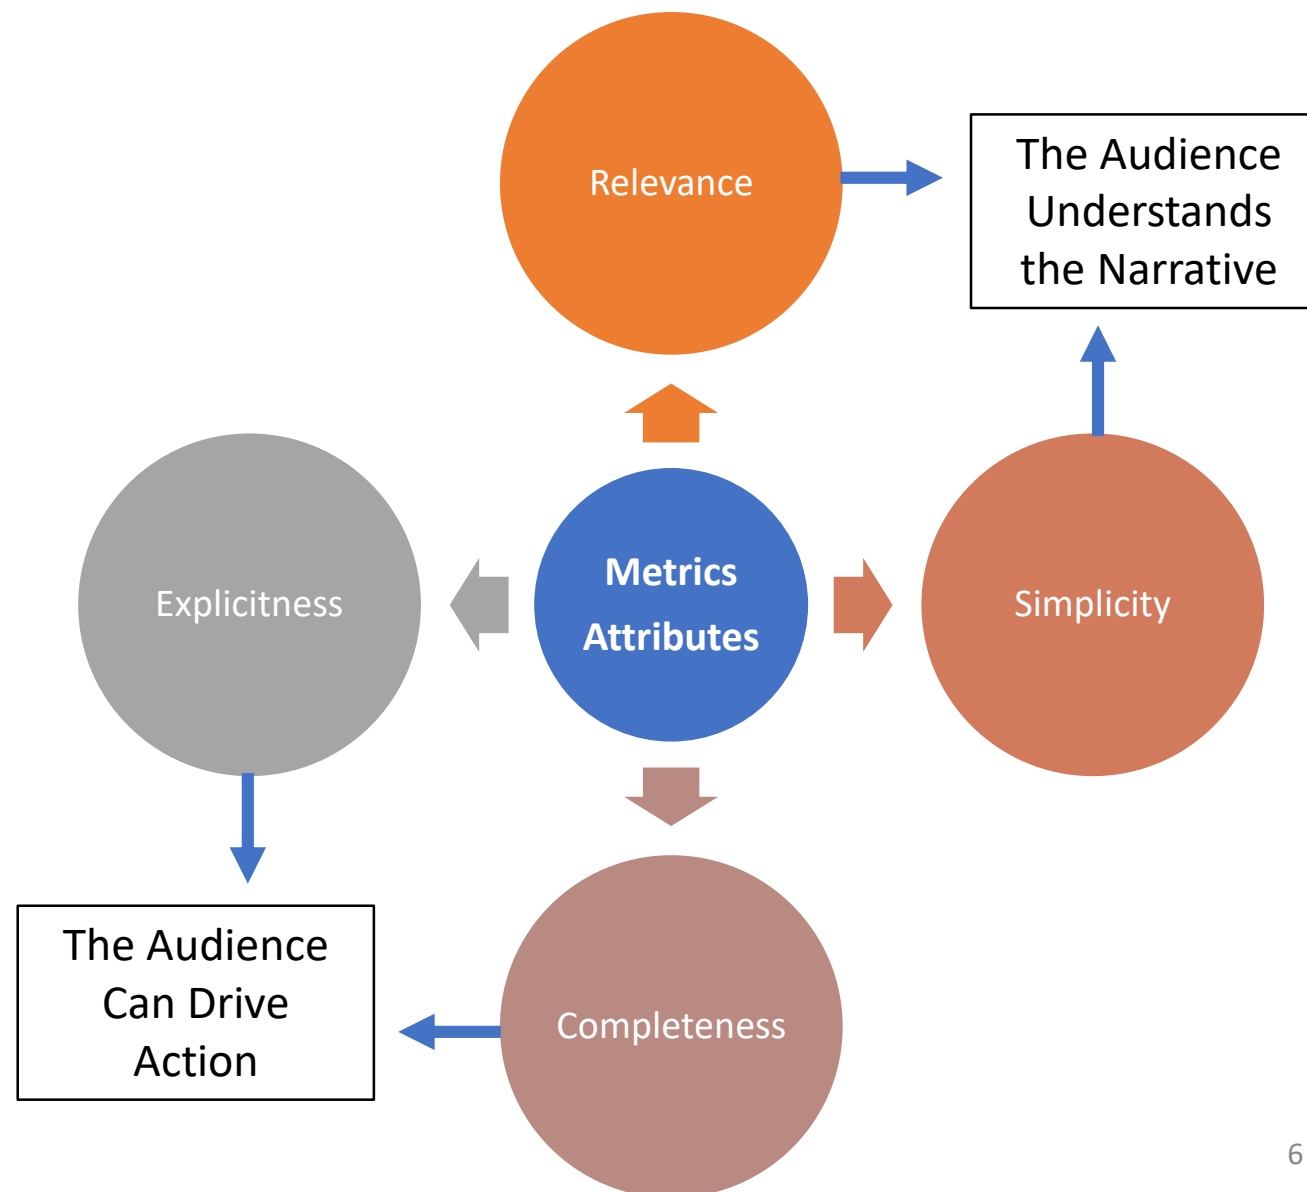 Relevance
The Audience
Understands
the Narrative
Explicitness
Metrics
Attributes
Simplicity
The Audience
Can Drive
Action
Completeness
6